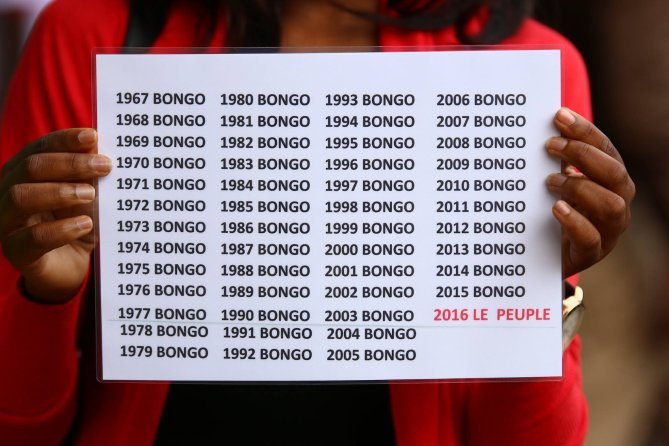 1967 BONGO
1968 BONGO
1969 BONGO
1970 BONGO
1971 BONGO
1972 BONGO
1973 BONGO
1974 BONGO
1975 BONGO
1976 BONGO
1977 BONGO
1978 BONGO
1979 BONGO
1980 BONGO
1981 BONGO
1982 BONGO
1983 BONGO
1984 BONGO
1985 BONGO
1986 BONGO
1987 BONGO
1988 BONGO
1989 BONGO
1990 BONGO
1991 BONGO
1992 BONGO
1993 BONGO
1994 BONGO
1995 BONGO
1996 BONGO
1997 BONGO
1998 BONGO
1999 BONGO
2000 BONGO
2001 BONGO
2002 BONGO
2003 BONGO
2004 BONGO
2005 BONGO
2006 BONGO
2007 BONGO
2008 BONGO
2009 BONGO
2010 BONGO
2011 BONGO
2012 BONGO
2013 BONGO
2014 BONGO
2015 BONGO
2016 LE PEUPLE